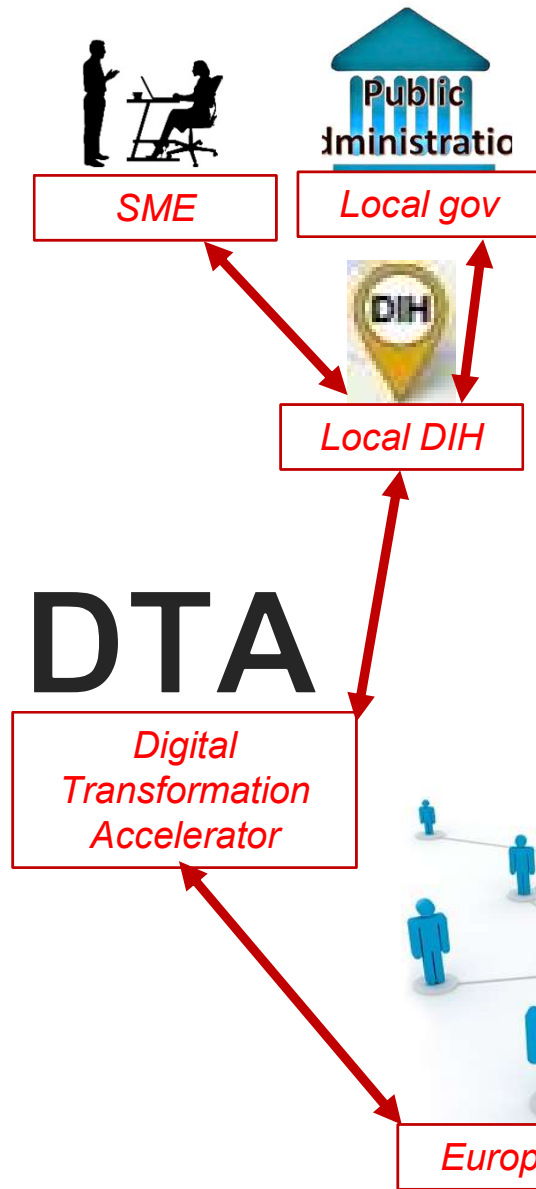 Public
dministratio
SME
Local gov
DIH
Local DIH
DTA
Digital
Transformation
Accelerator
Europ